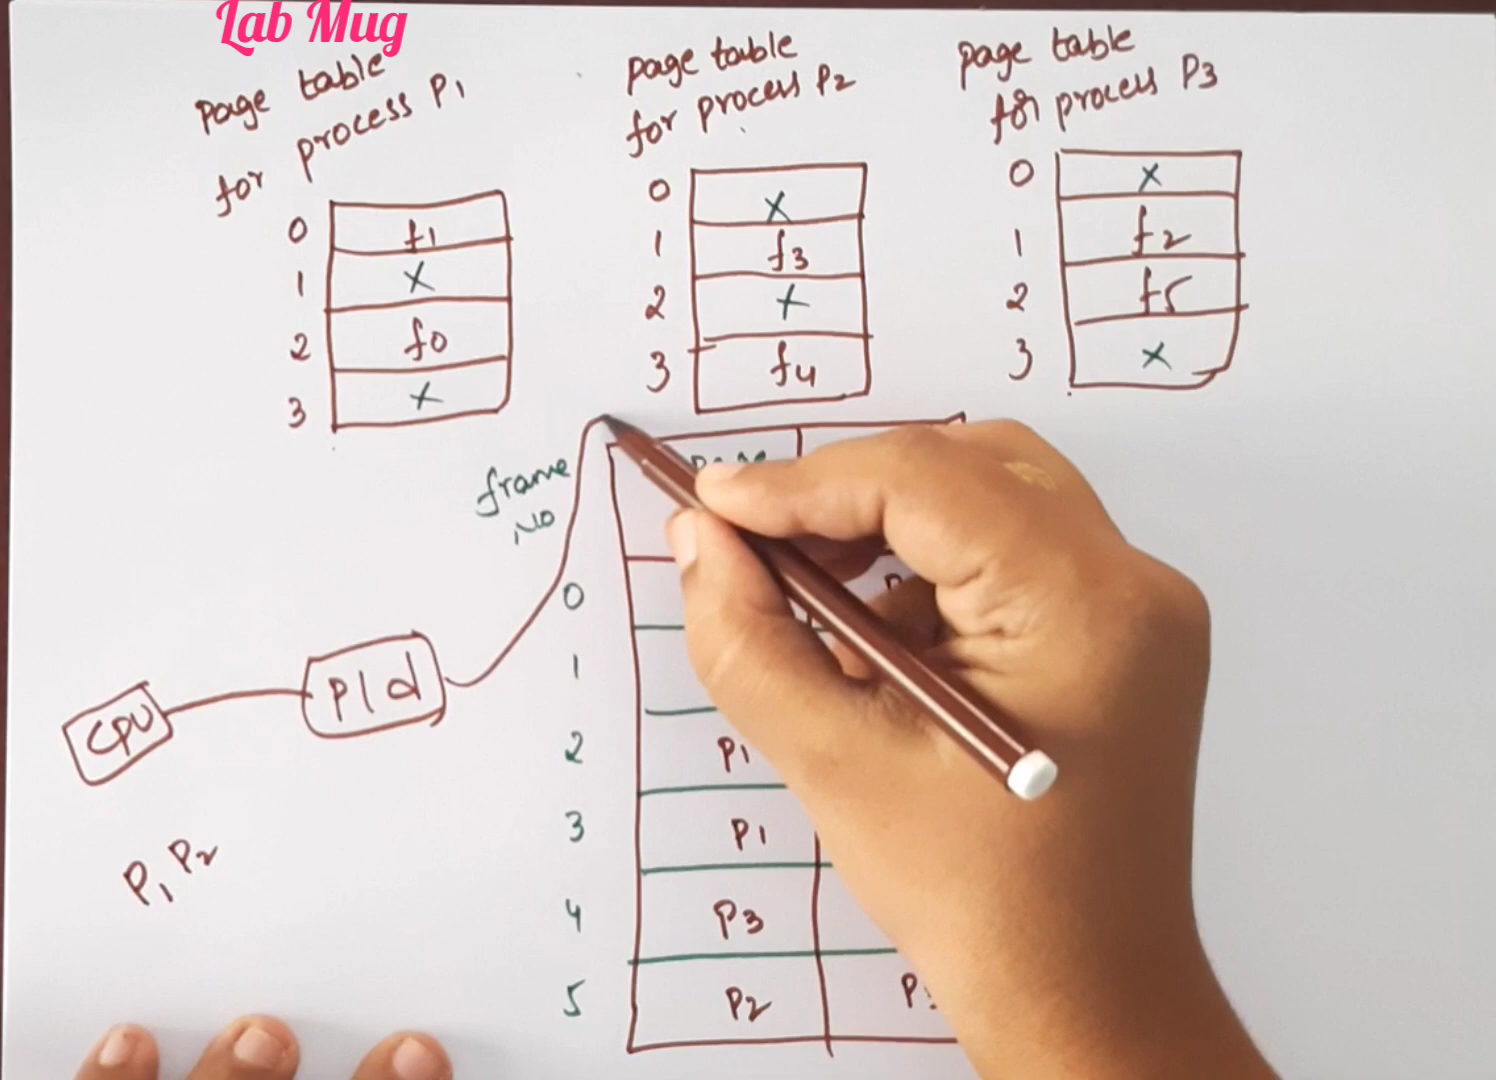 Lab Mug
page table
for process P1
0 f1
1 X
2 f0
3 X
page table
for process P2
0 X
1 f3
2 X
3 f4
page table
for process P3
0 X
1 f2
2 f5
3 X
frame
no
CPU
P|d
P1 P2
0
1
2 P1
3 P1
4 P3
5 P2